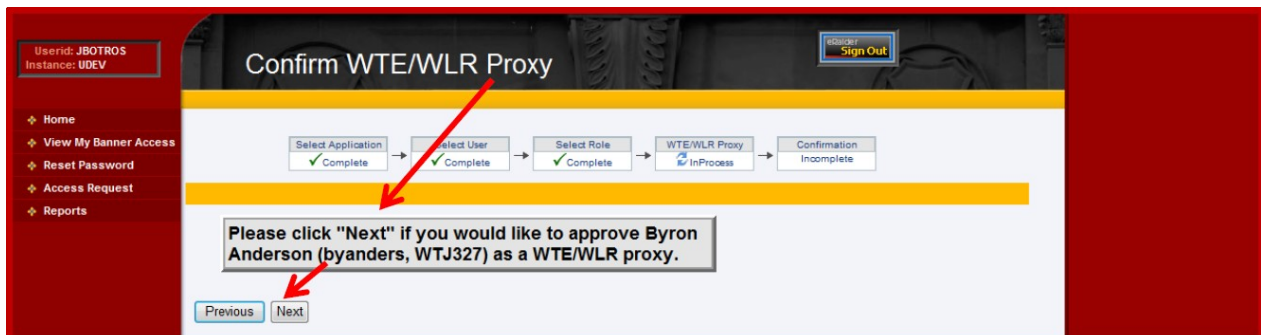 Userid: JBOTROS
Instance: UDEV
Confirm WTE/WLR Proxy
eRaider
Sign Out
Home
View My Banner Access
Reset Password
Access Request
Reports
Select Application
Complete
Select User
Complete
Select Role
Complete
WTE/WLR Proxy
InProcess
Confirmation
Incomplete
Please click "Next" if you would like to approve Byron
Anderson (byanders, WTJ327) as a WTE/WLR proxy.
Previous
Next